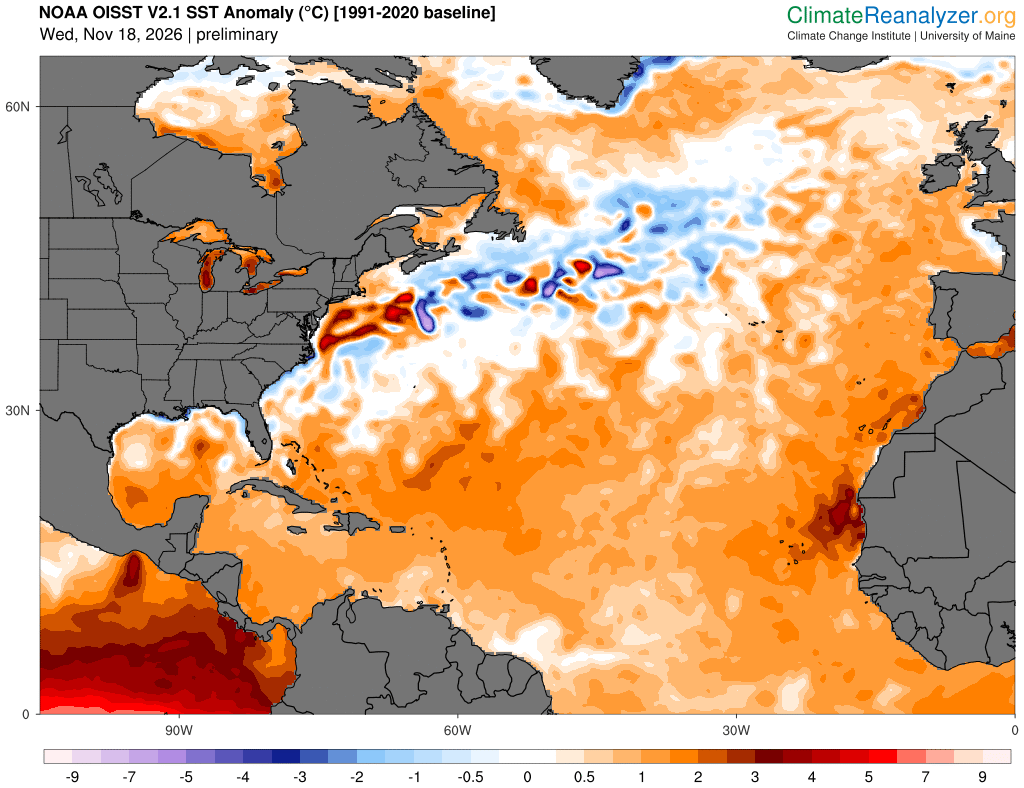 NOAA OISST V2.1 SST Anomaly (°C) [1991-2020 baseline]
Wed, Nov 18, 2026 | preliminary
ClimateReanalyzer.org
Climate Change Institute | University of Maine
60N
30N
0
90W
60W
30W
0
-9 -7 -5 -4 -3 -2 -1 -0.5 0 0.5 1 2 3 4 5 7 9